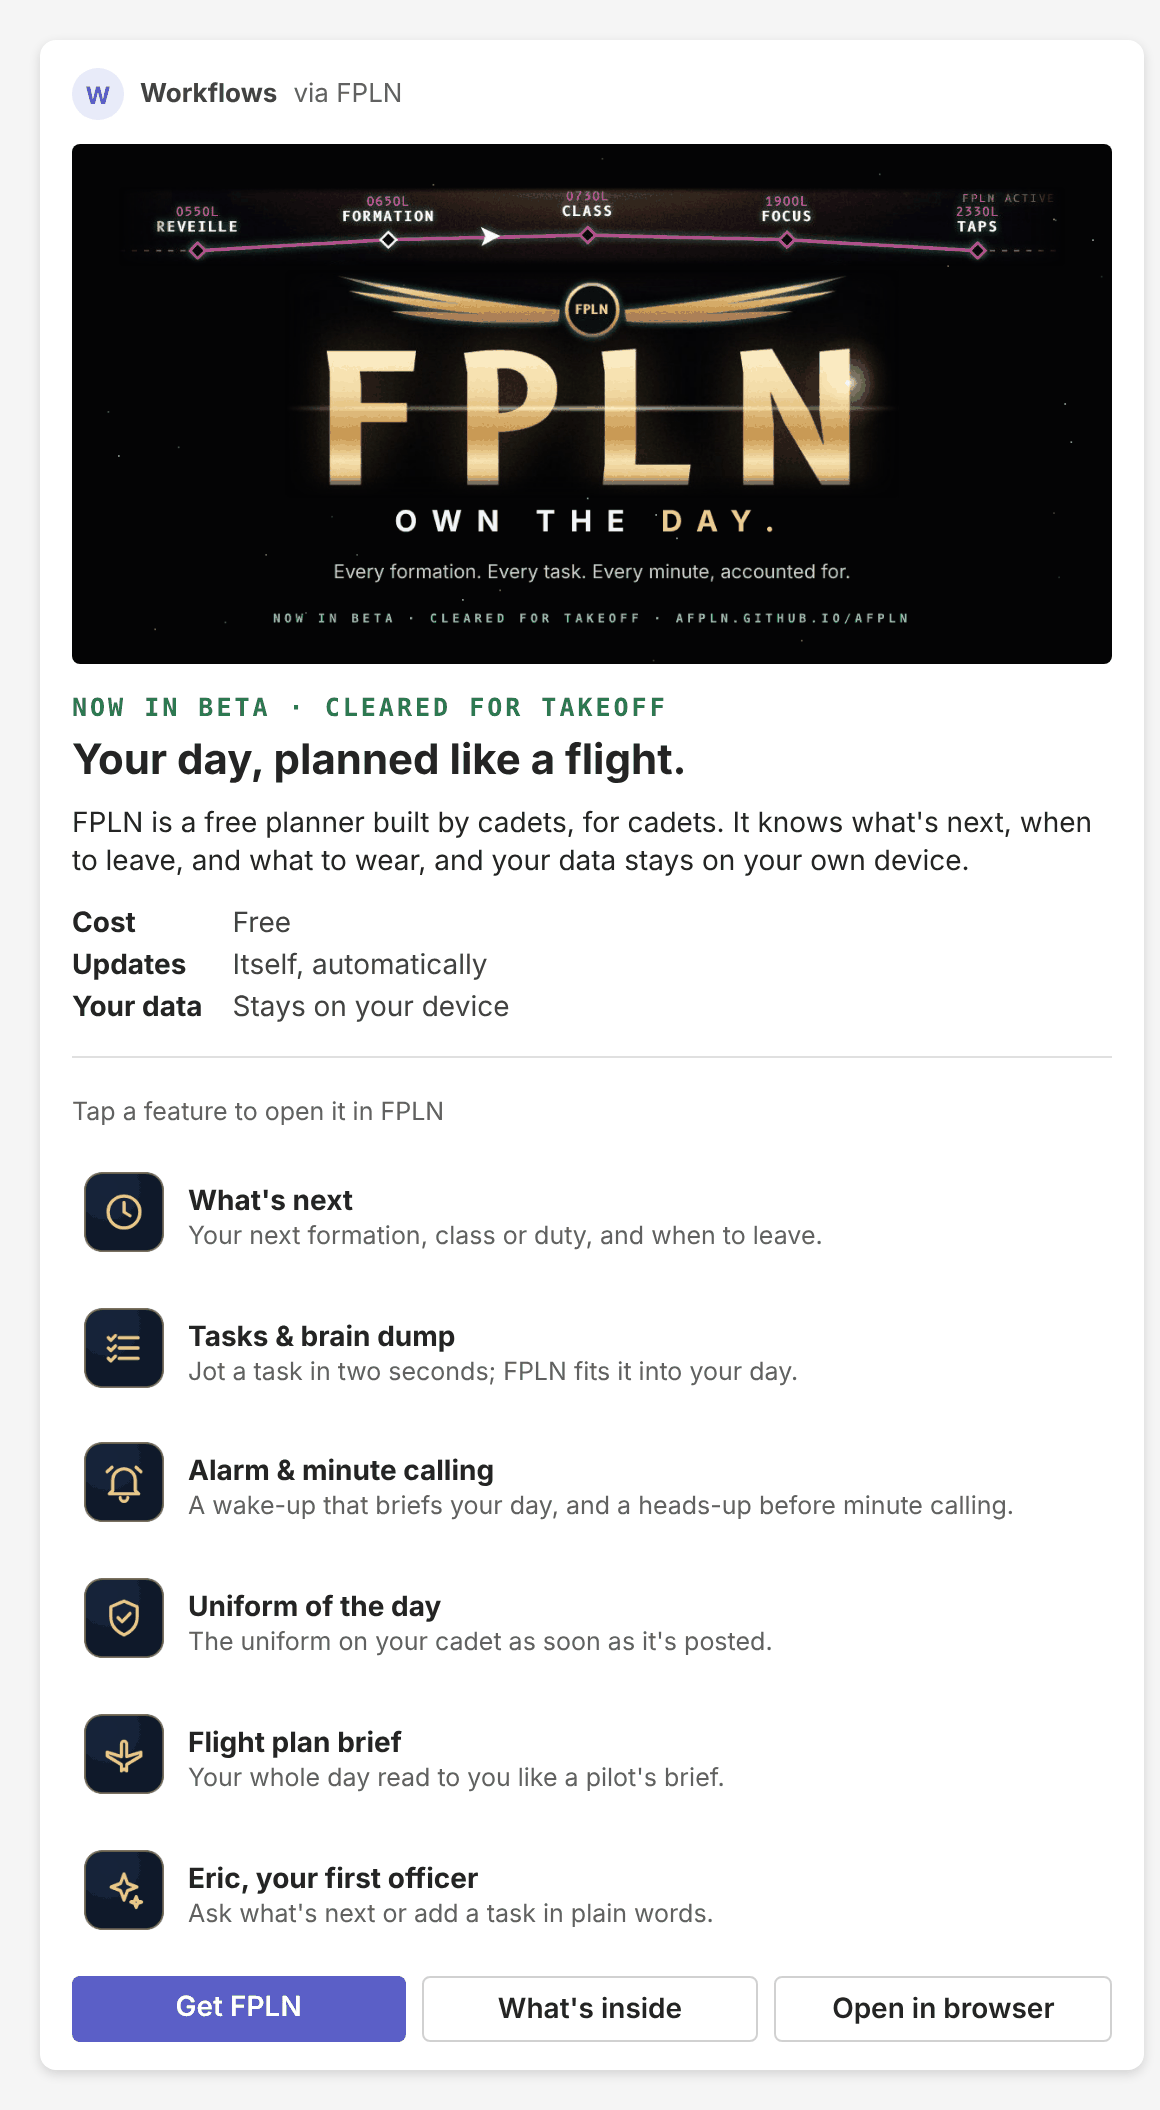 W Workflows via FPLN
FPLN ACTIVE
0550L 0650L 0730L 1900L 2330L
REVEILLE FORMATION CLASS FOCUS TAPS
FPLN
FPLN
OWN THE DAY.
Every formation. Every task. Every minute, accounted for.
NOW IN BETA · CLEARED FOR TAKEOFF · AFPLN.GITHUB.IO/AFPLN
NOW IN BETA · CLEARED FOR TAKEOFF
Your day, planned like a flight.
FPLN is a free planner built by cadets, for cadets. It knows what's next, when
to leave, and what to wear, and your data stays on your own device.
Cost Free
Updates Itself, automatically
Your data Stays on your device
Tap a feature to open it in FPLN
What's next
Your next formation, class or duty, and when to leave.
Tasks & brain dump
Jot a task in two seconds; FPLN fits it into your day.
Alarm & minute calling
A wake-up that briefs your day, and a heads-up before minute calling.
Uniform of the day
The uniform on your cadet as soon as it's posted.
Flight plan brief
Your whole day read to you like a pilot's brief.
Eric, your first officer
Ask what's next or add a task in plain words.
Get FPLN What's inside Open in browser